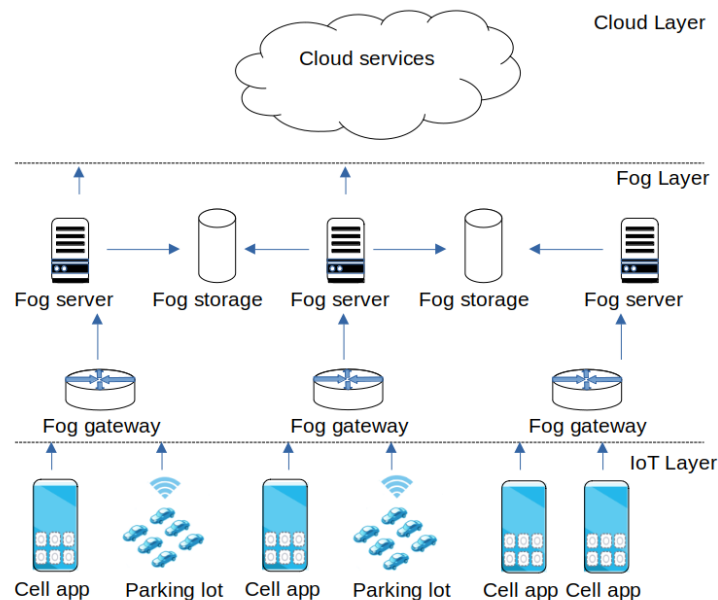 Cloud Layer
Cloud services
Fog Layer
Fog server
Fog storage
Fog server
Fog storage
Fog server
Fog gateway
Fog gateway
Fog gateway
IoT Layer
Cell app
Parking lot
Cell app
Parking lot
Cell app
Cell app